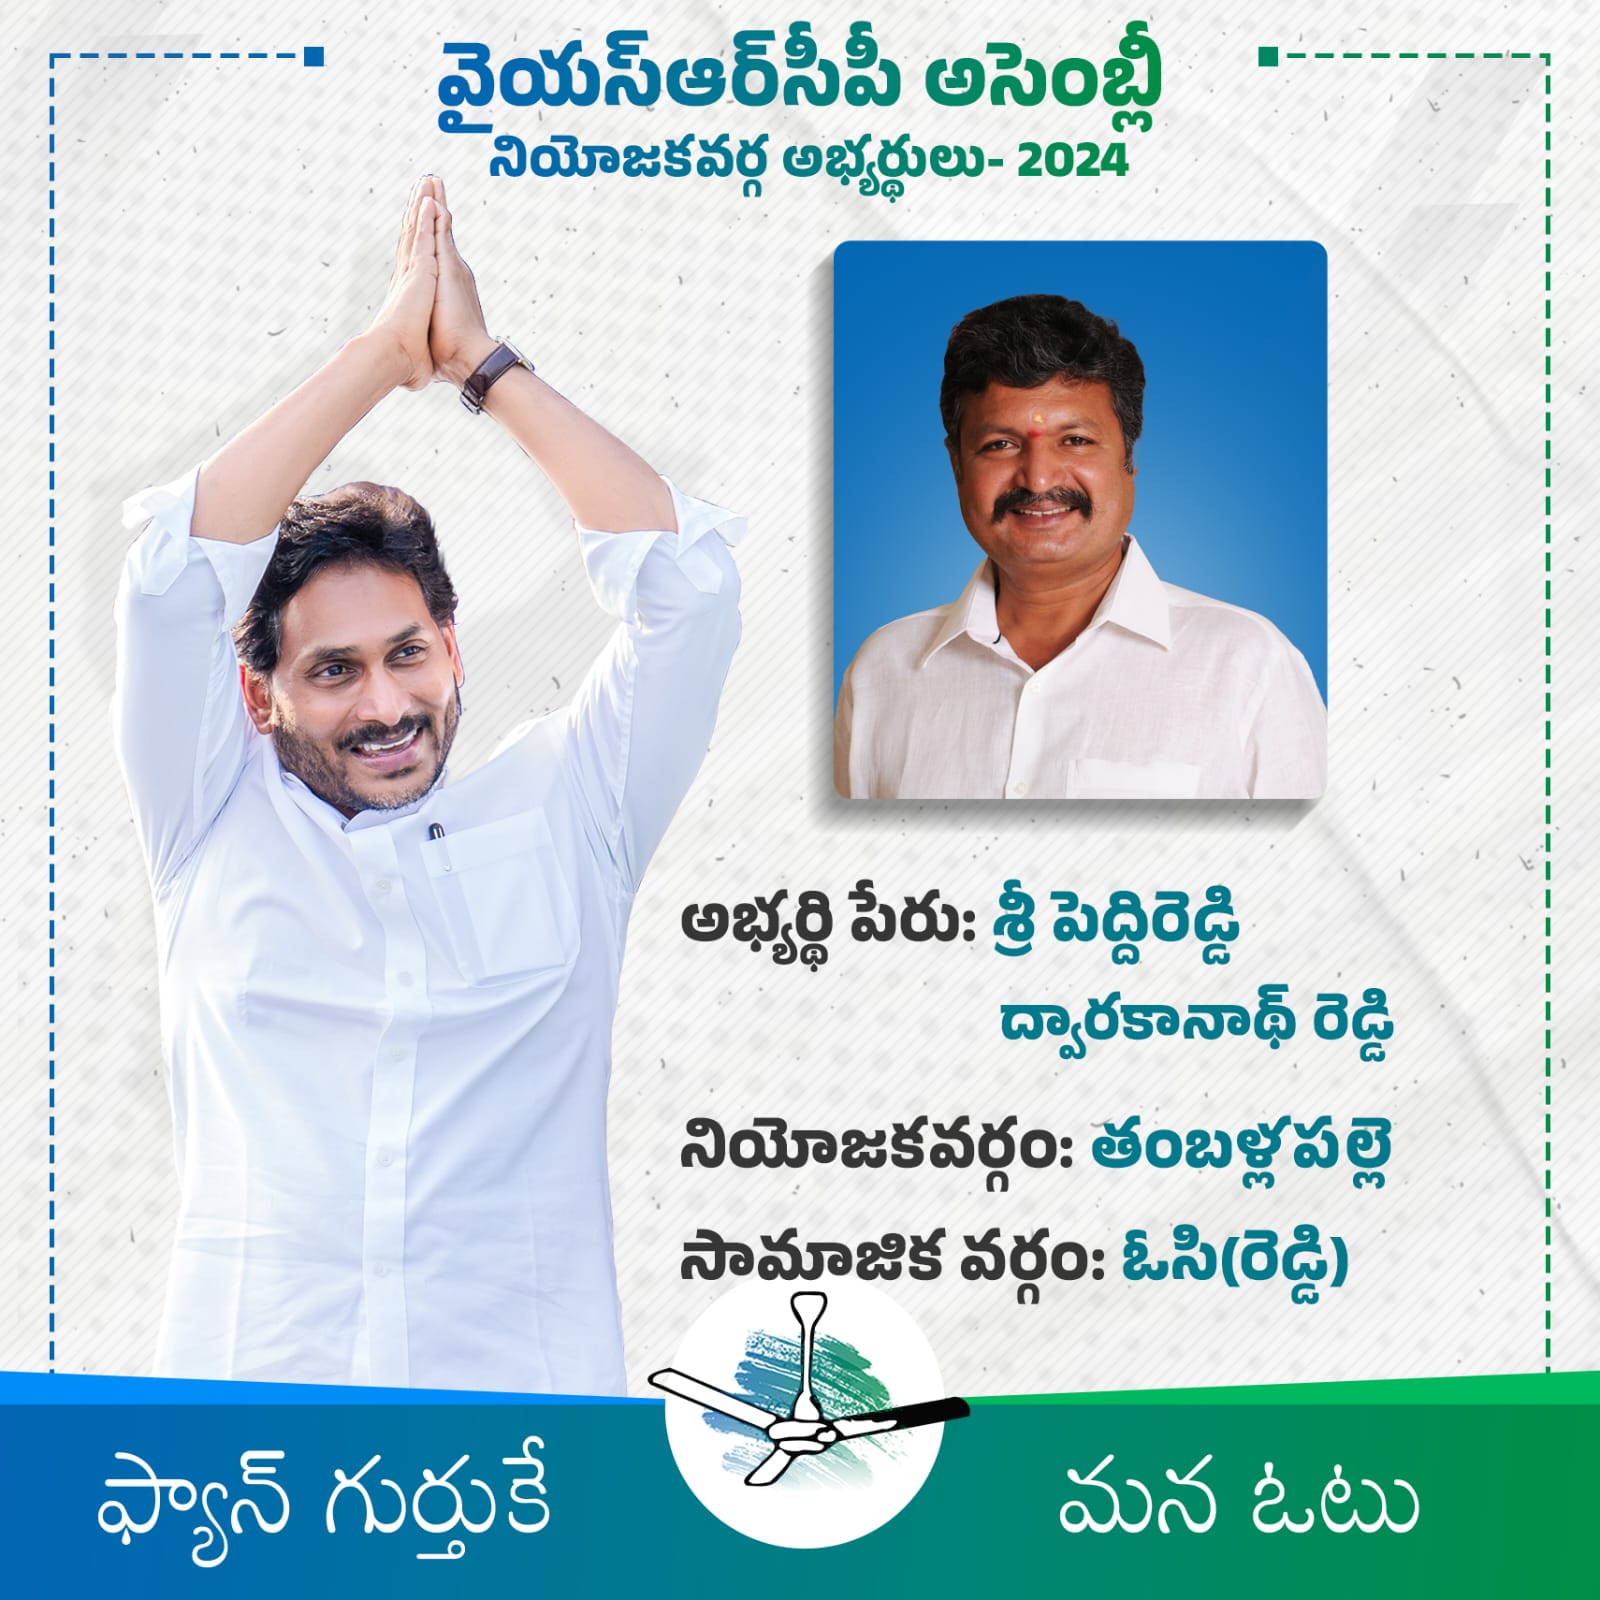 వైయస్ఆర్‌సీపీ అసెంబ్లీ
నియోజకవర్గ అభ్యర్థులు- 2024
అభ్యర్థి పేరు: శ్రీ పెద్దిరెడ్డి
ద్వారకానాథ్ రెడ్డి
నియోజకవర్గం: తంబళ్లపల్లె
సామాజిక వర్గం: ఓసి(రెడ్డి)
ఫ్యాన్ గుర్తుకే మన ఓటు